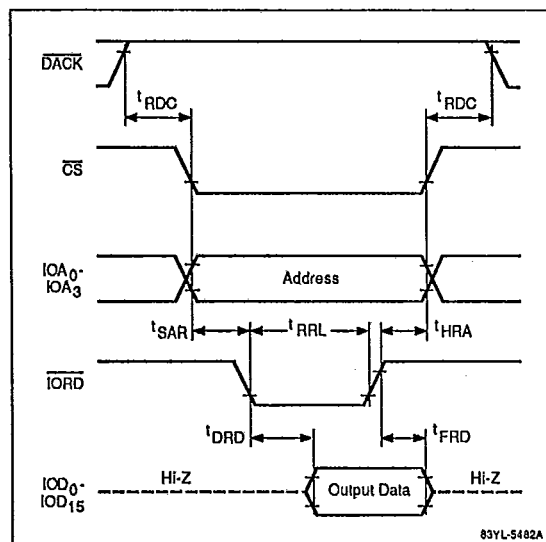 DACK
tRDC tRDC
CS
IOA0-
IOA3
Address
tSAR tRRL tHRA
IORD
tDRD tFRD
IOD0-
IOD15
Hi-Z Output Data Hi-Z
83YL-5482A